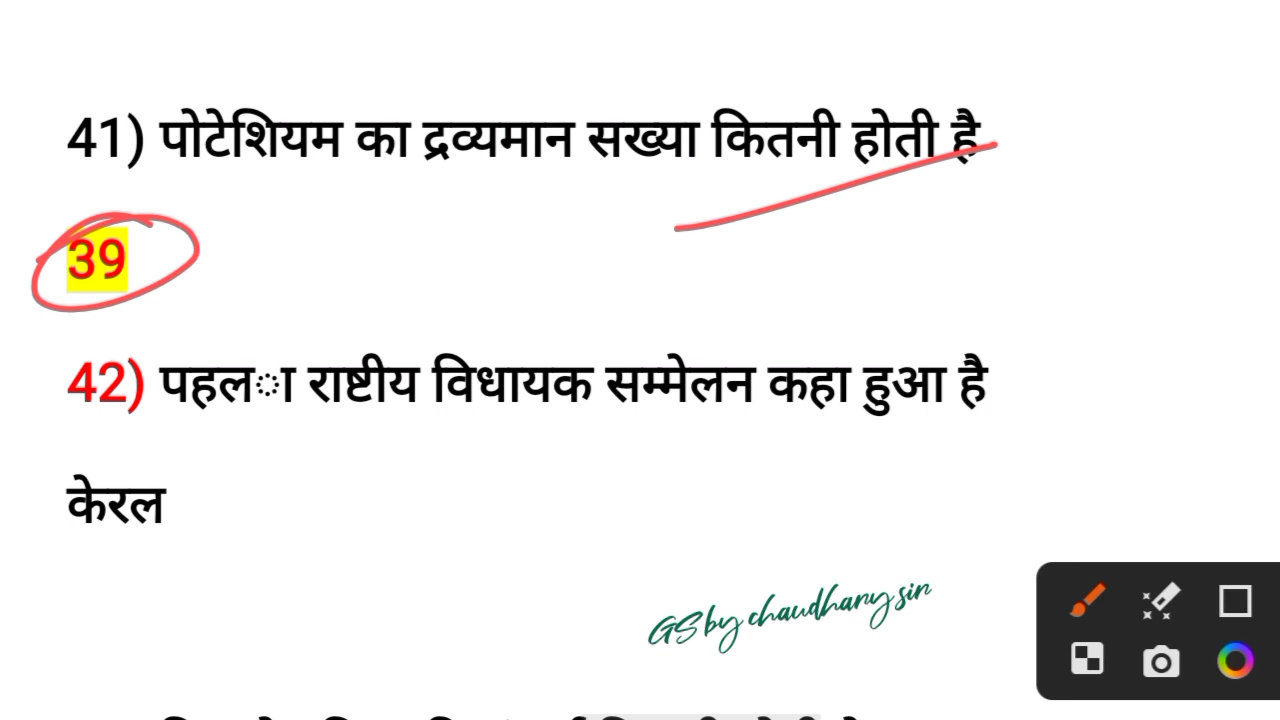 41) पोटेशियम का द्रव्यमान सख्या कितनी होती है
39
42) पहला राष्टीय विधायक सम्मेलन कहा हुआ है
केरल
GS by chaudhary sir